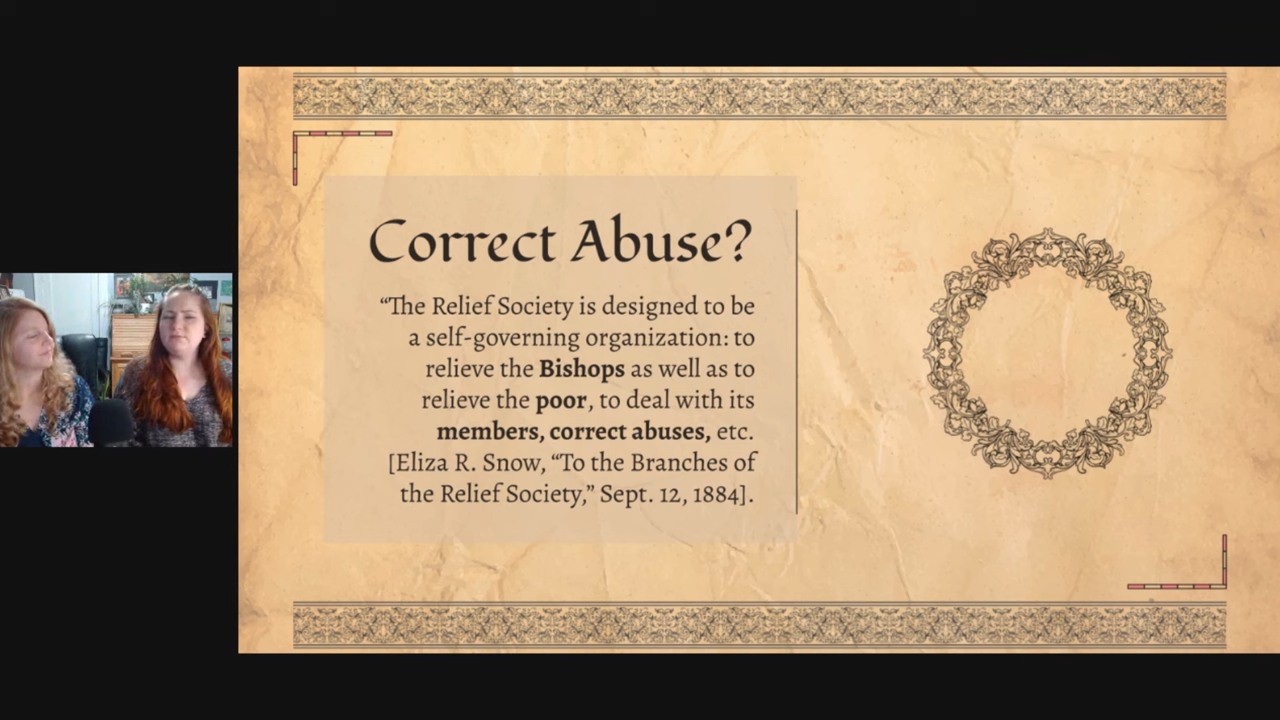 Correct Abuse?
“The Relief Society is designed to be
a self-governing organization: to
relieve the Bishops as well as to
relieve the poor, to deal with its
members, correct abuses, etc.
[Eliza R. Snow, “To the Branches of
the Relief Society,” Sept. 12, 1884].